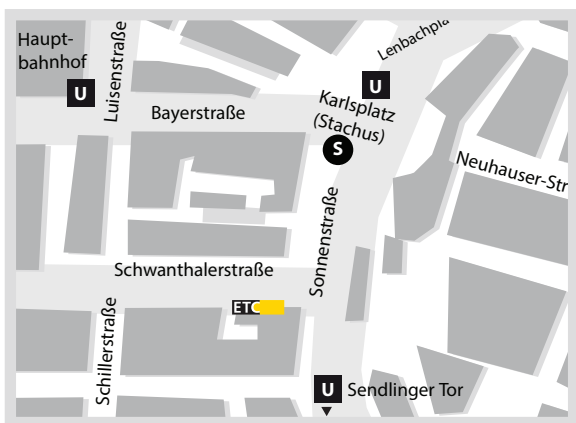 Haupt-
bahnhof
U
Luisenstraße
Bayerstraße
Lenbachpla
U
Karlsplatz
(Stachus)
S
Neuhauser-Str
Sonnenstraße
Schwanthalerstraße
ETC
Schillerstraße
U Sendlinger Tor